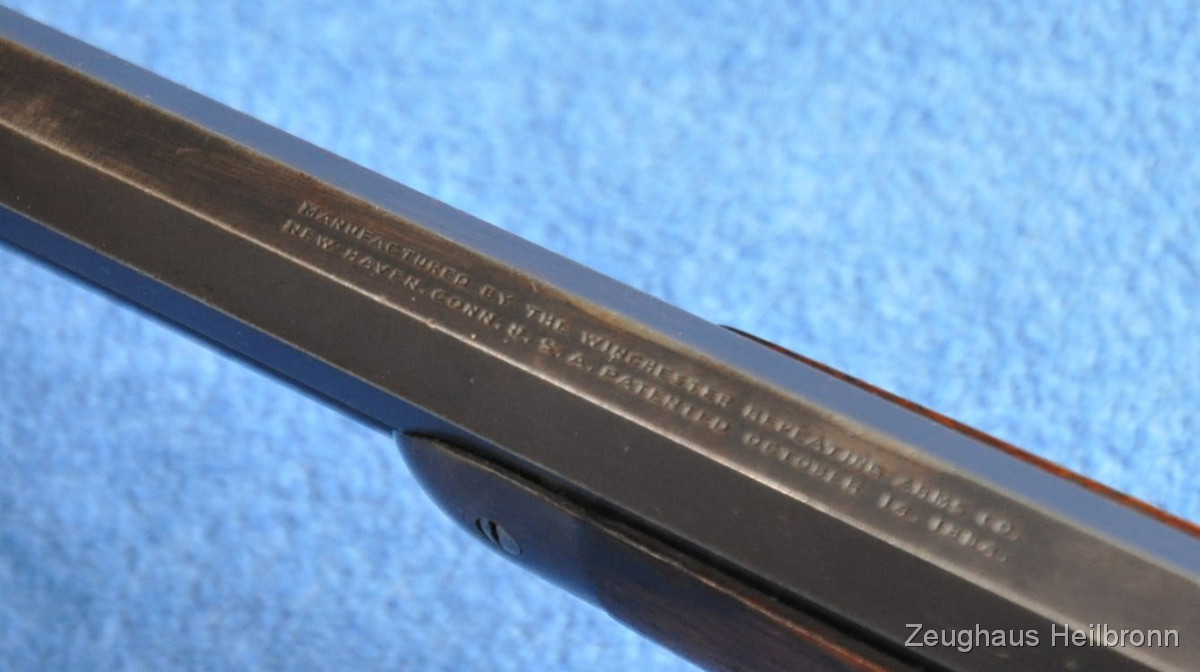 MANUFACTURED BY THE WINCHESTER REPEATING ARMS CO.
NEW HAVEN. CONN. U. S. A. PATENTED OCTOBER 14. 1884.
Zeughaus Heilbronn